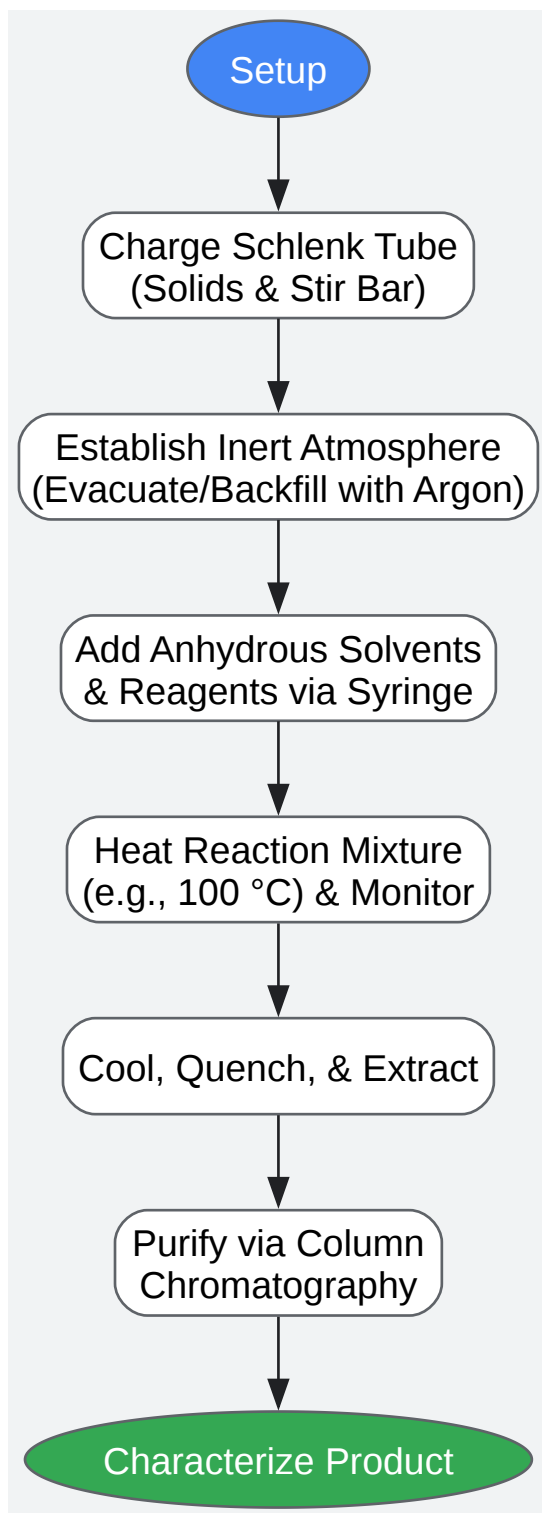 Setup
Charge Schlenk Tube
(Solids & Stir Bar)
Establish Inert Atmosphere
(Evacuate/Backfill with Argon)
Add Anhydrous Solvents
& Reagents via Syringe
Heat Reaction Mixture
(e.g., 100 °C) & Monitor
Cool, Quench, & Extract
Purify via Column
Chromatography
Characterize Product